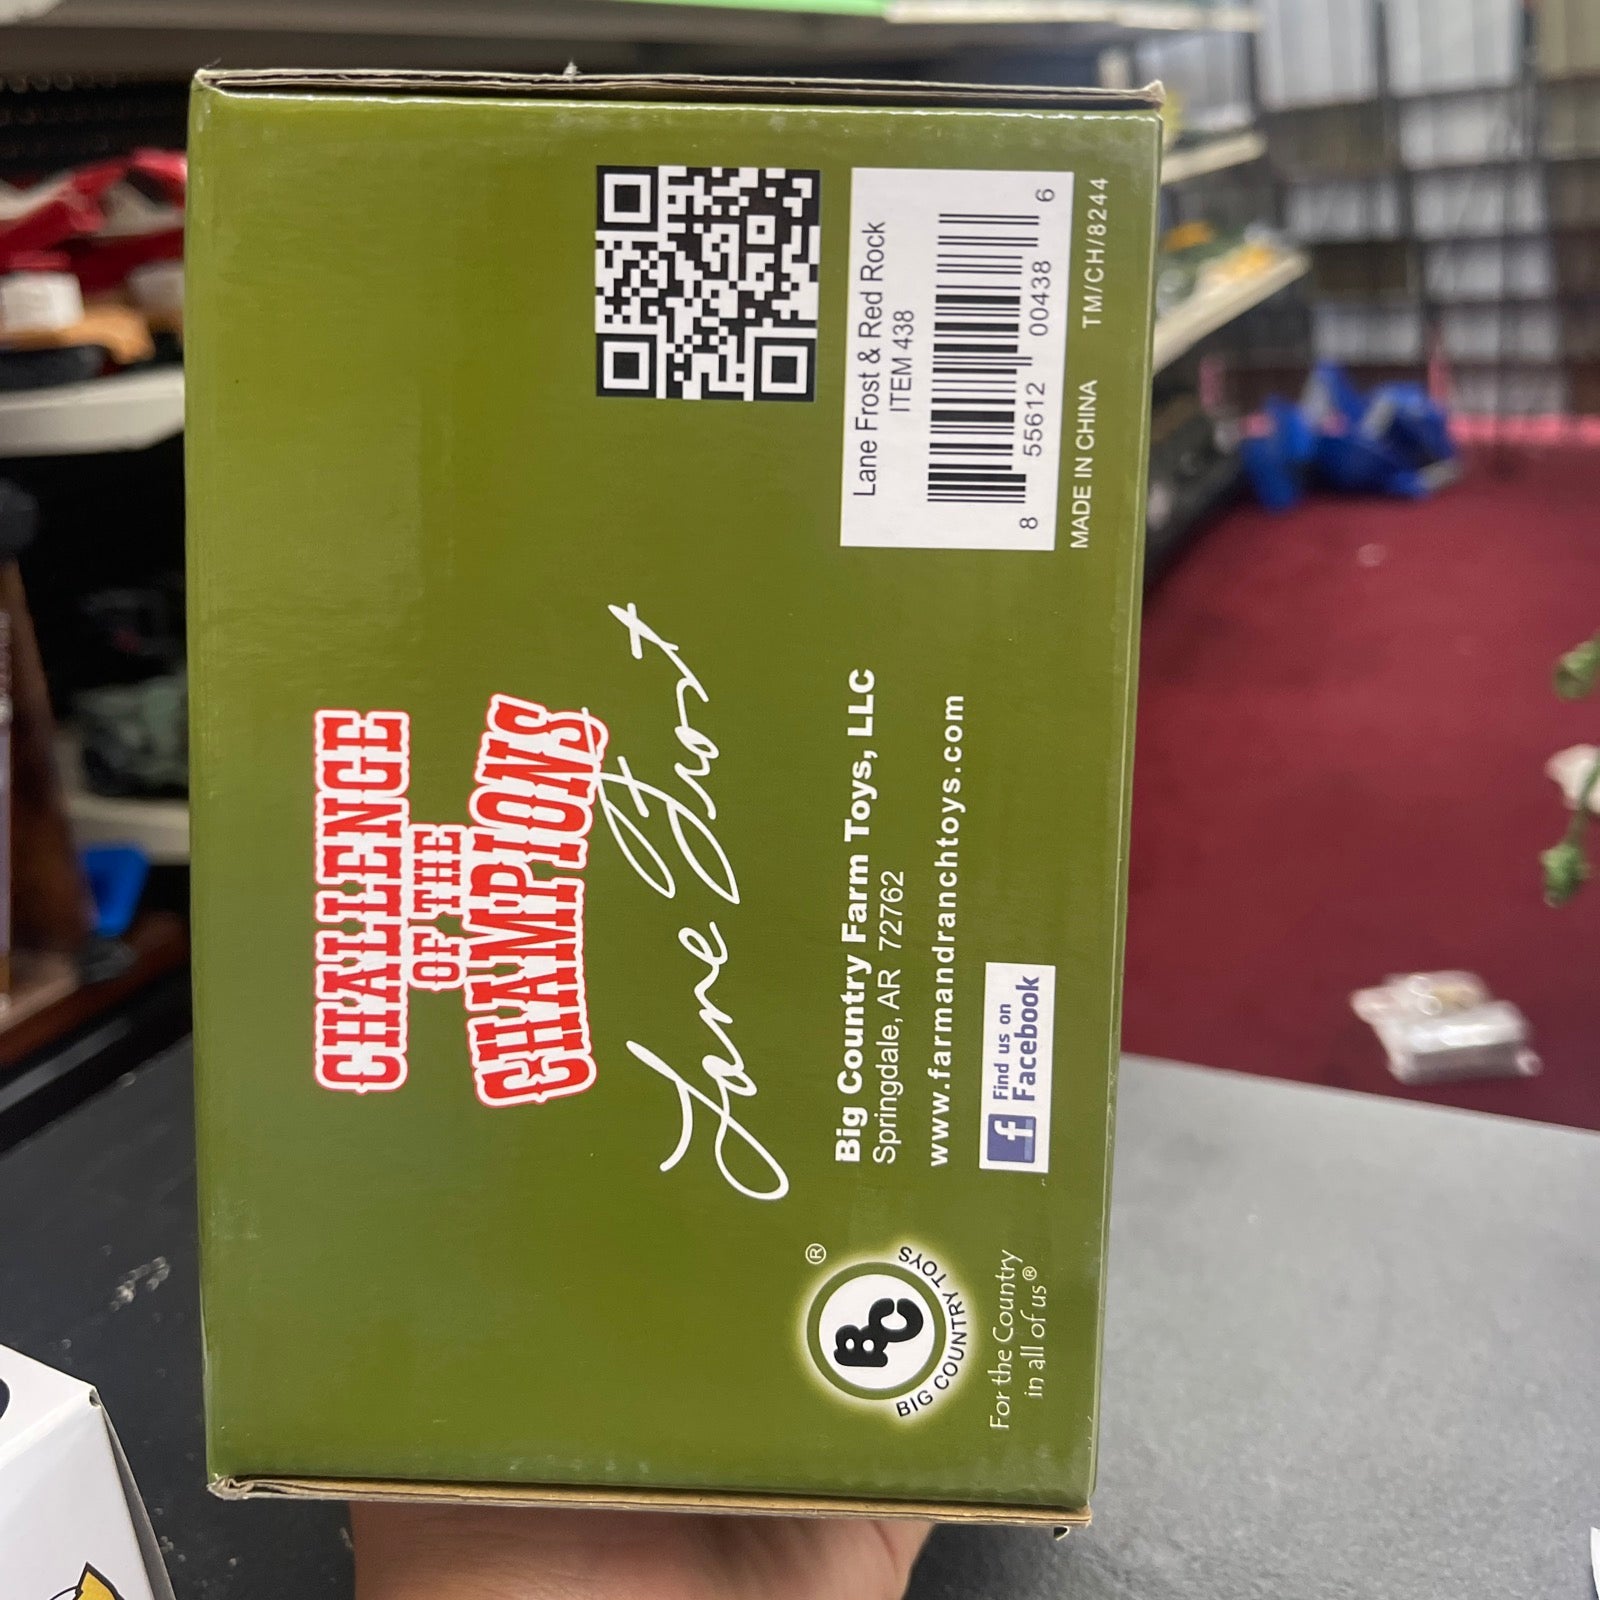 CHALLENGE
OF THE
CHAMPIONS
Lane Frost
Big Country Farm Toys, LLC
Springdale, AR 72762
www.farmandranchtoys.com
f Find us on
Facebook
®
BC
BIG COUNTRY TOYS
For the Country
in all of us®
Lane Frost & Red Rock
ITEM 438
8 55612 00438 6
MADE IN CHINA TM/CH/8244